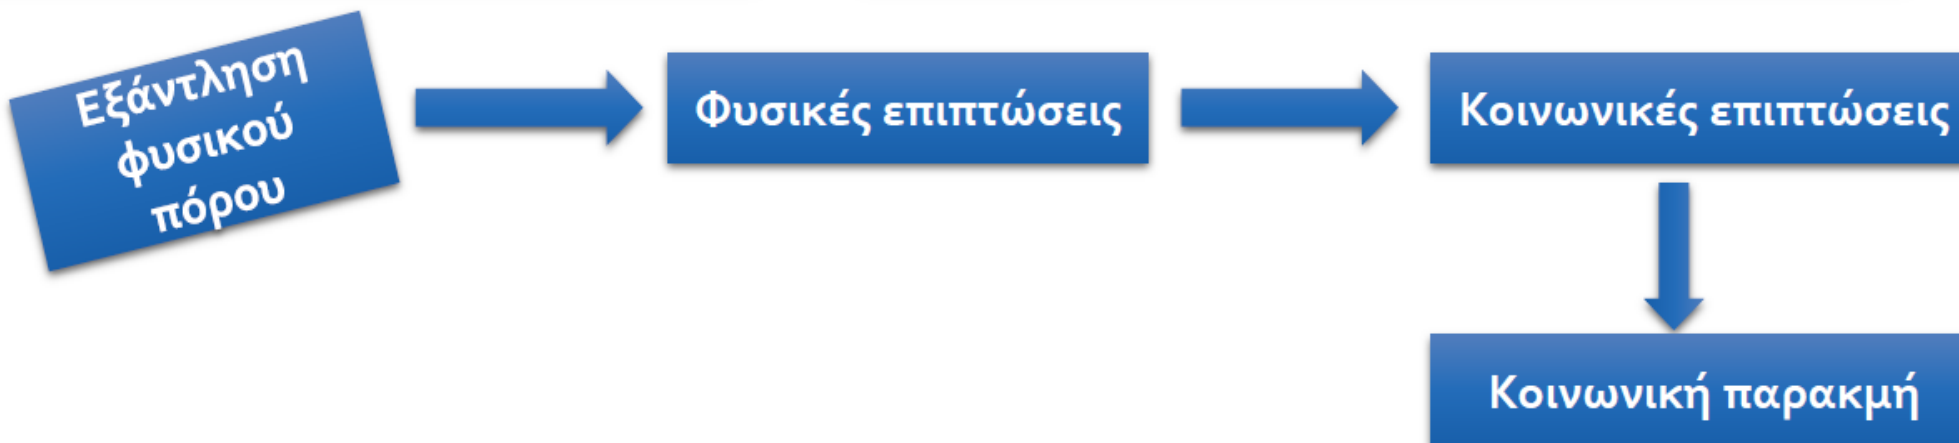 Εξάντληση
φυσικού
πόρου
Φυσικές επιπτώσεις
Κοινωνικές επιπτώσεις
Κοινωνική παρακμή